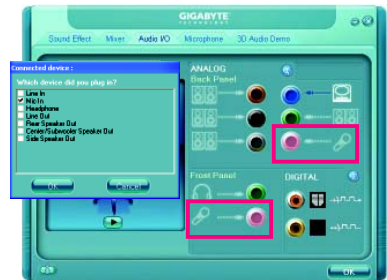 GIGABYTE
TECHNOLOGY
Sound Effect
Mixer
Audio I/O
Microphone
3D Audio Demo
Connected device :
Which device did you plug in?
Line In
Mic In
Headphone
Line Out
Rear Speaker Out
Center/Subwoofer Speaker Out
Side Speaker Out
OK
Cancel
ANALOG
Back Panel
Front Panel
DIGITAL
OK